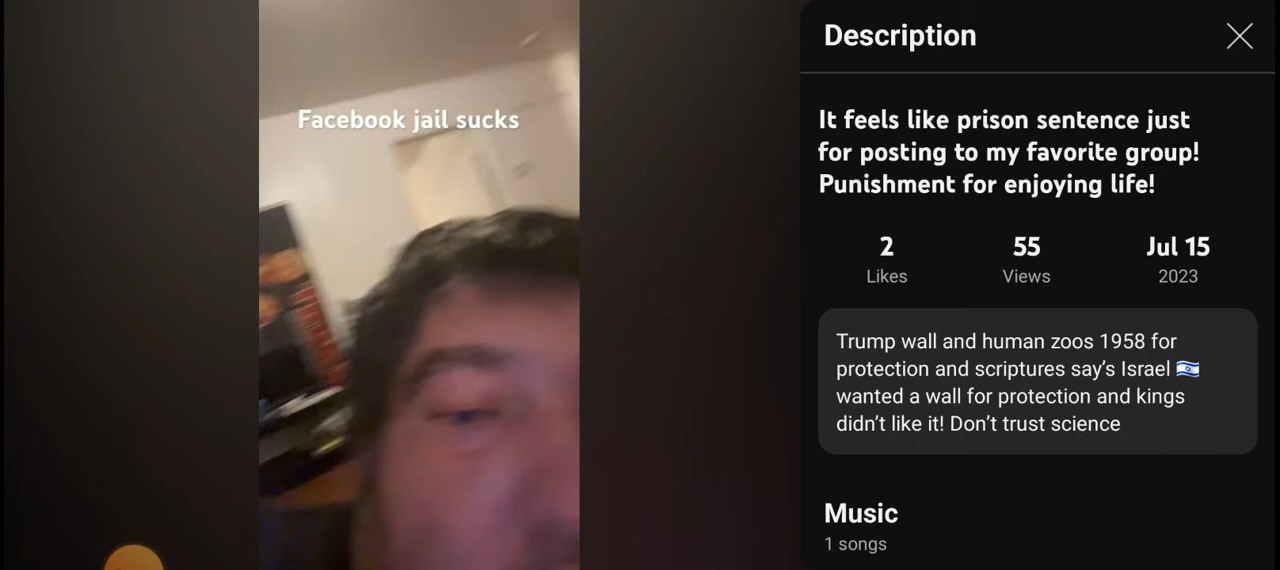 Facebook jail sucks
Description
It feels like prison sentence just
for posting to my favorite group!
Punishment for enjoying life!
2
55
Jul 15
Likes
Views
2023
Trump wall and human zoos 1958 for
protection and scriptures say's Israel 🇮🇱
wanted a wall for protection and kings
didn't like it! Don't trust science
Music
1 songs